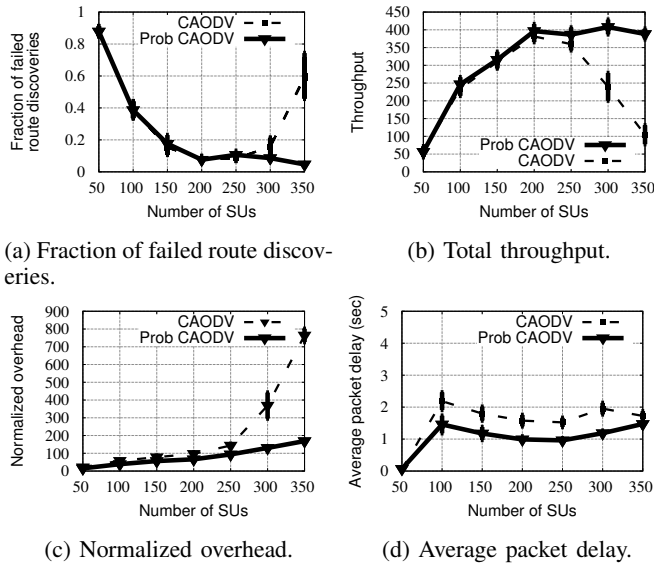 1
0.8
0.6
0.4
0.2
0
Fraction of failed
route discoveries
CAODV
Prob CAODV
50 100 150 200 250 300 350
Number of SUs
(a) Fraction of failed route discov-
eries.
450
400
350
300
250
200
150
100
50
0
Throughput
Prob CAODV
CAODV
50 100 150 200 250 300 350
Number of SUs
(b) Total throughput.
900
800
700
600
500
400
300
200
100
0
Normalized overhead
CAODV
Prob CAODV
50 100 150 200 250 300 350
Number of SUs
(c) Normalized overhead.
5
4
3
2
1
0
Average packet delay (sec)
CAODV
Prob CAODV
50 100 150 200 250 300 350
Number of SUs
(d) Average packet delay.